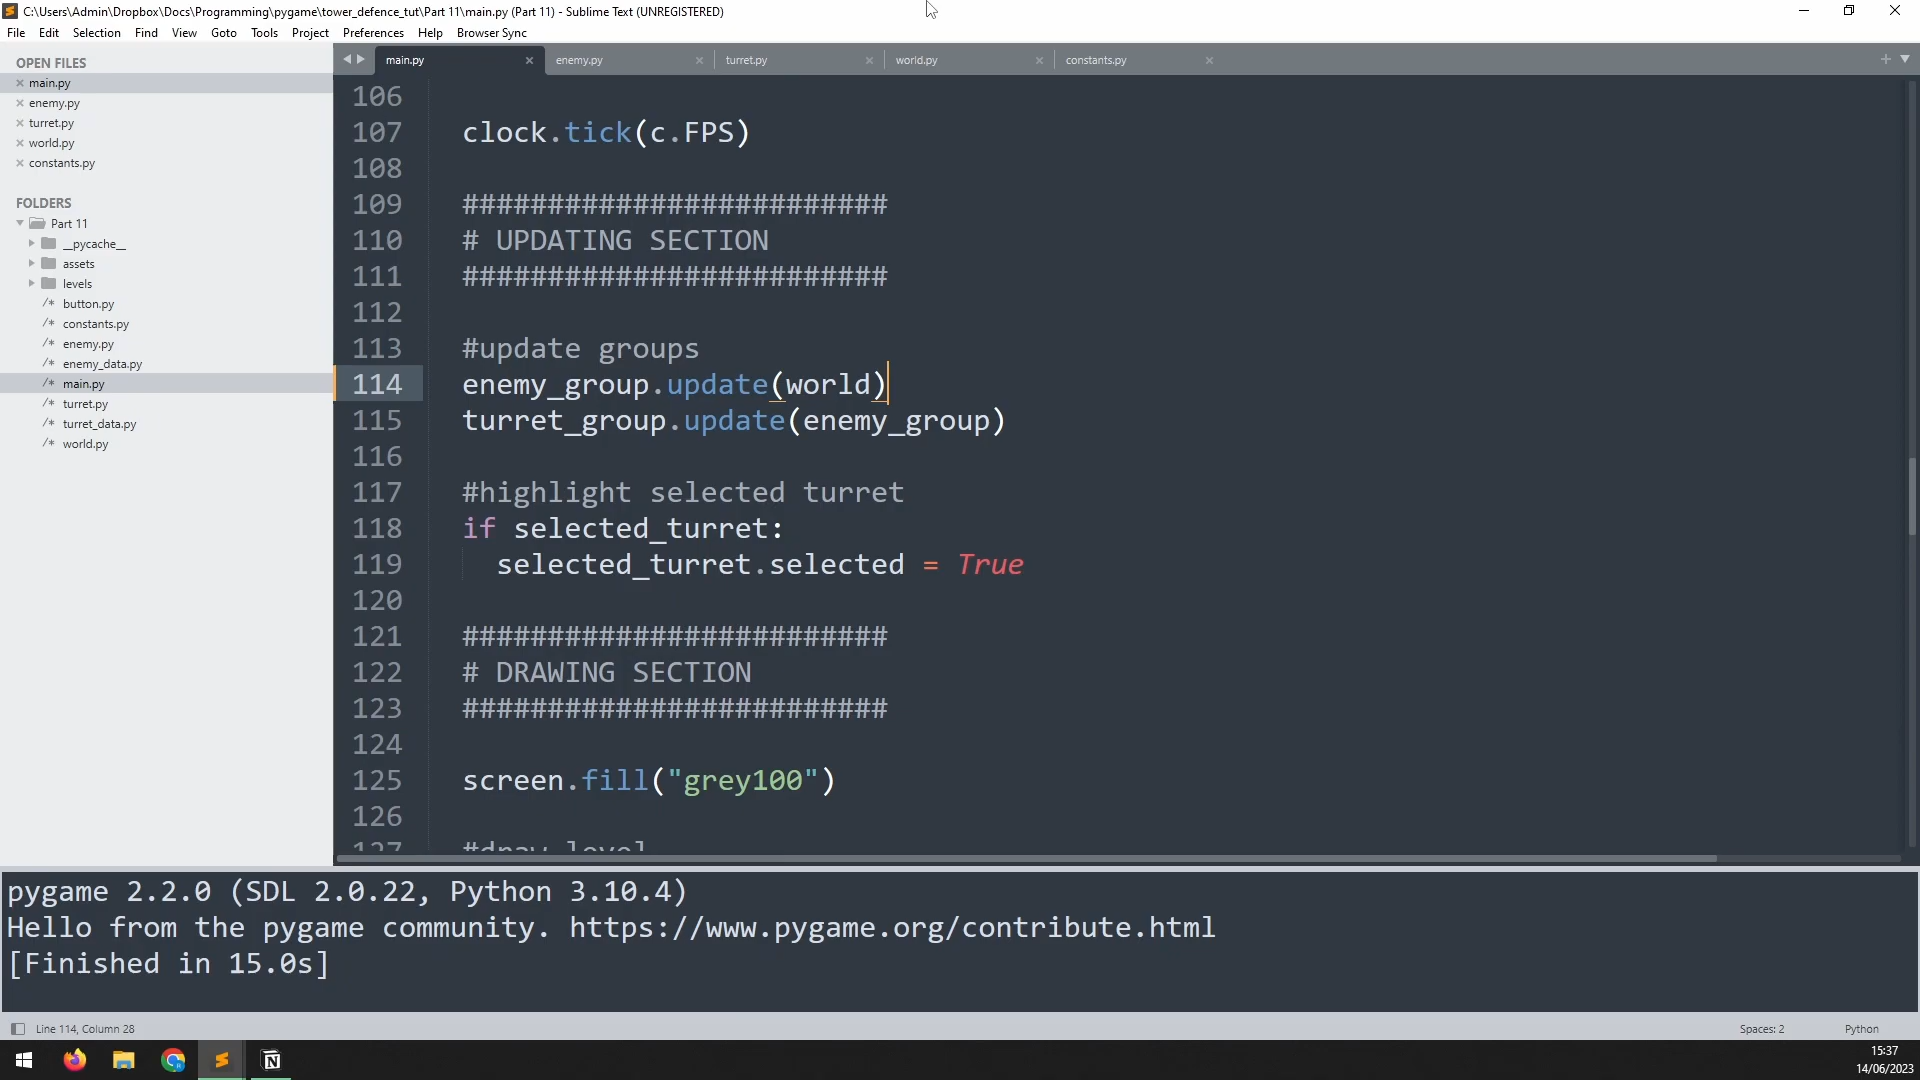 C:\Users\Admin\Dropbox\Docs\Programming\pygame\tower_defence_tut\Part 11\main.py (Part 11) - Sublime Text (UNREGISTERED)
File Edit Selection Find View Goto Tools Project Preferences Help Browser Sync
OPEN FILES
main.py
enemy.py
turret.py
world.py
constants.py
FOLDERS
Part 11
__pycache__
assets
levels
button.py
constants.py
enemy.py
enemy_data.py
main.py
turret.py
turret_data.py
world.py
main.py enemy.py turret.py world.py constants.py
106
107 clock.tick(c.FPS)
108
109 #########################
110 # UPDATING SECTION
111 #########################
112
113 #update groups
114 enemy_group.update(world)
115 turret_group.update(enemy_group)
116
117 #highlight selected turret
118 if selected_turret:
119 selected_turret.selected = True
120
121 #########################
122 # DRAWING SECTION
123 #########################
124
125 screen.fill("grey100")
126
127 #draw level
pygame 2.2.0 (SDL 2.0.22, Python 3.10.4)
Hello from the pygame community. https://www.pygame.org/contribute.html
[Finished in 15.0s]
Line 114, Column 28
Spaces: 2
Python
15:37
14/06/2023